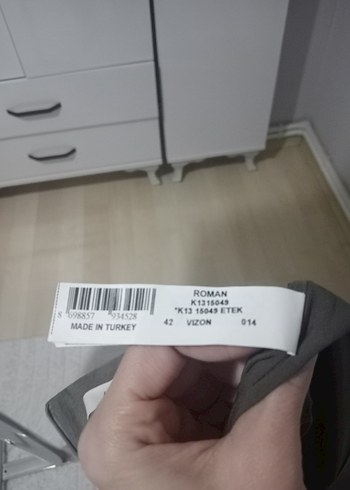 ROMAN
K1315049
*K13 15049 ETEK
8 698857 934528
MADE IN TURKEY 42 VIZON 014